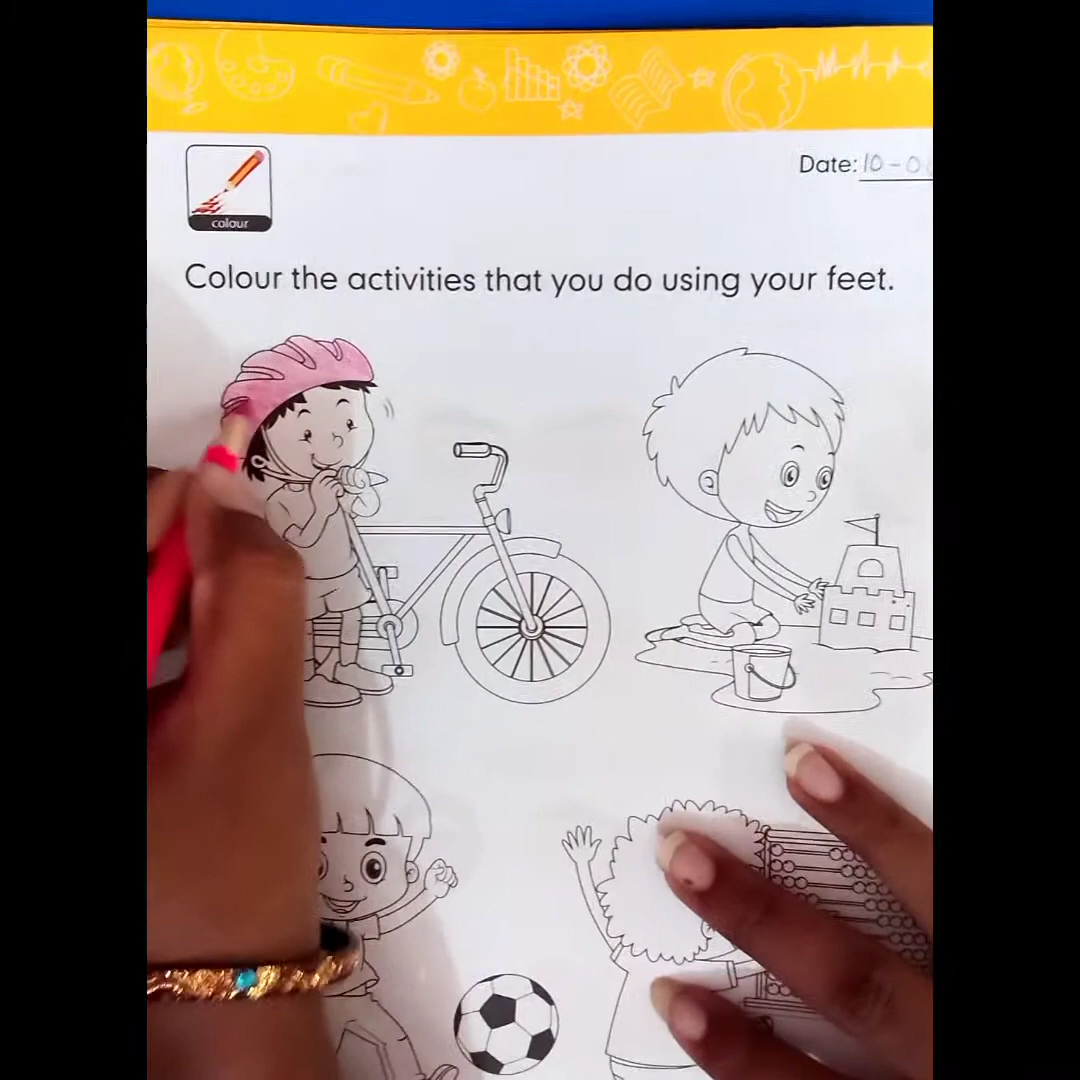 Date: 10-0
colour
Colour the activities that you do using your feet.